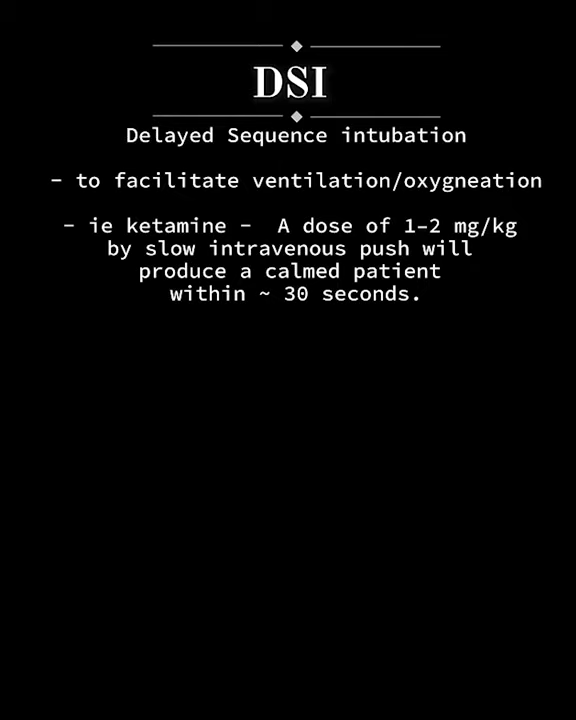 DSI
Delayed Sequence intubation
- to facilitate ventilation/oxygneation
- ie ketamine - A dose of 1-2 mg/kg
by slow intravenous push will
produce a calmed patient
within ~ 30 seconds.